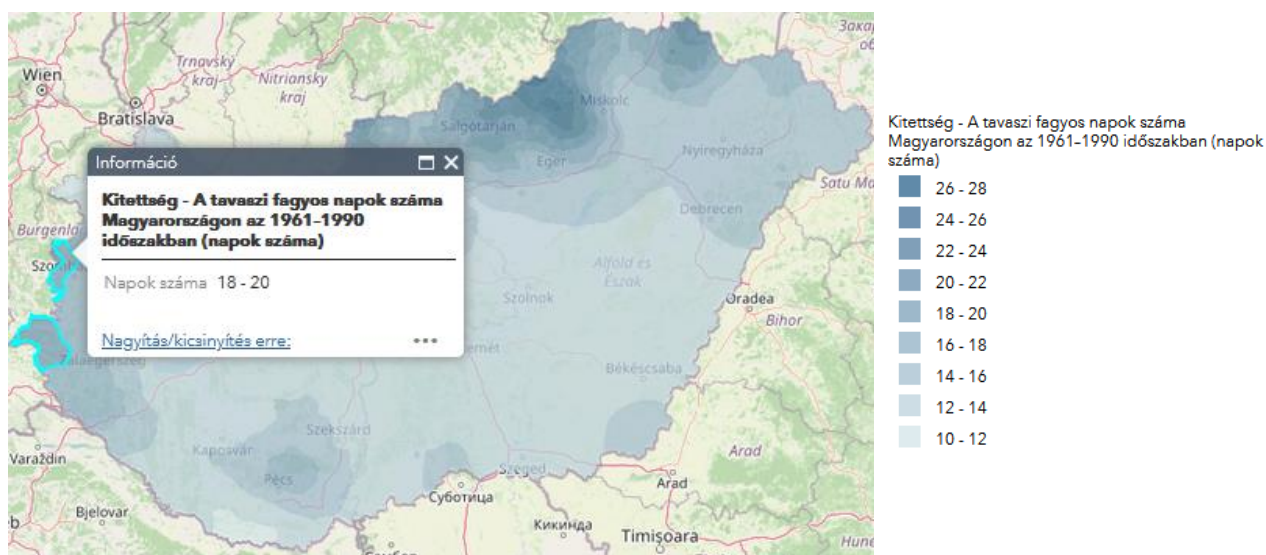 Закар
Trnavský
kraj
Nitriansky
kraj
Wien
Bratislava
Miskolc
Salgótarján
Eger
Nyíregyháza
Satu Ma
Debrecen
Burgenla
Információ
Kitettség - A tavaszi fagyos napok száma
Magyarországon az 1961–1990
időszakban (napok száma)
Napok száma 18 - 20
Nagyítás/kicsinyítés erre:
Alföld és
Észak
Szolnok
Oradea
Bihor
Zalaegerszeg
Békéscsaba
Szekszárd
Kaposvár
Pécs
Varaždin
Szeged
Arad
Arad
Суботица
Bjelovar
Кикинда
Timișoara
Hune
Kitettség - A tavaszi fagyos napok száma
Magyarországon az 1961–1990 időszakban (napok
száma)
26 - 28
24 - 26
22 - 24
20 - 22
18 - 20
16 - 18
14 - 16
12 - 14
10 - 12